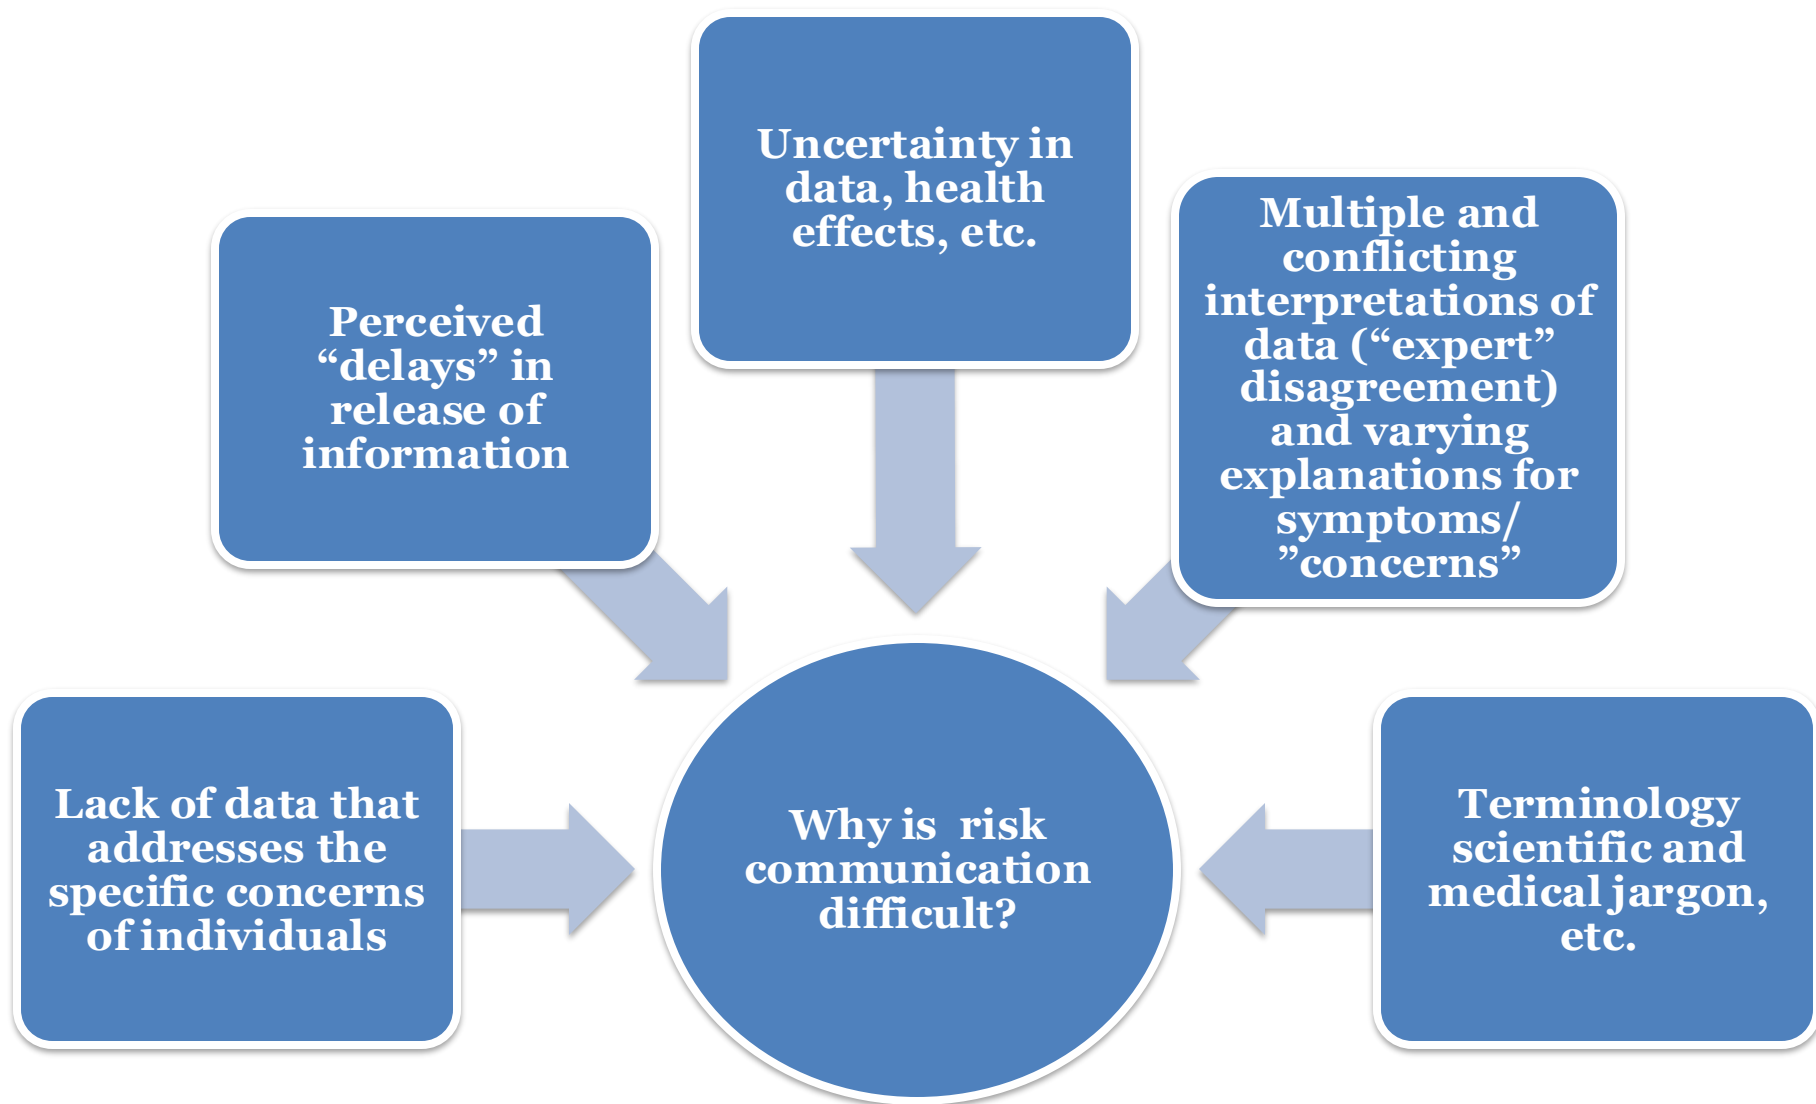 Uncertainty in
data, health
effects, etc.
Perceived
“delays” in
release of
information
Multiple and
conflicting
interpretations of
data (“expert”
disagreement)
and varying
explanations for
symptoms/
”concerns”
Lack of data that
addresses the
specific concerns
of individuals
Why is  risk
communication
difficult?
Terminology
scientific and
medical jargon,
etc.